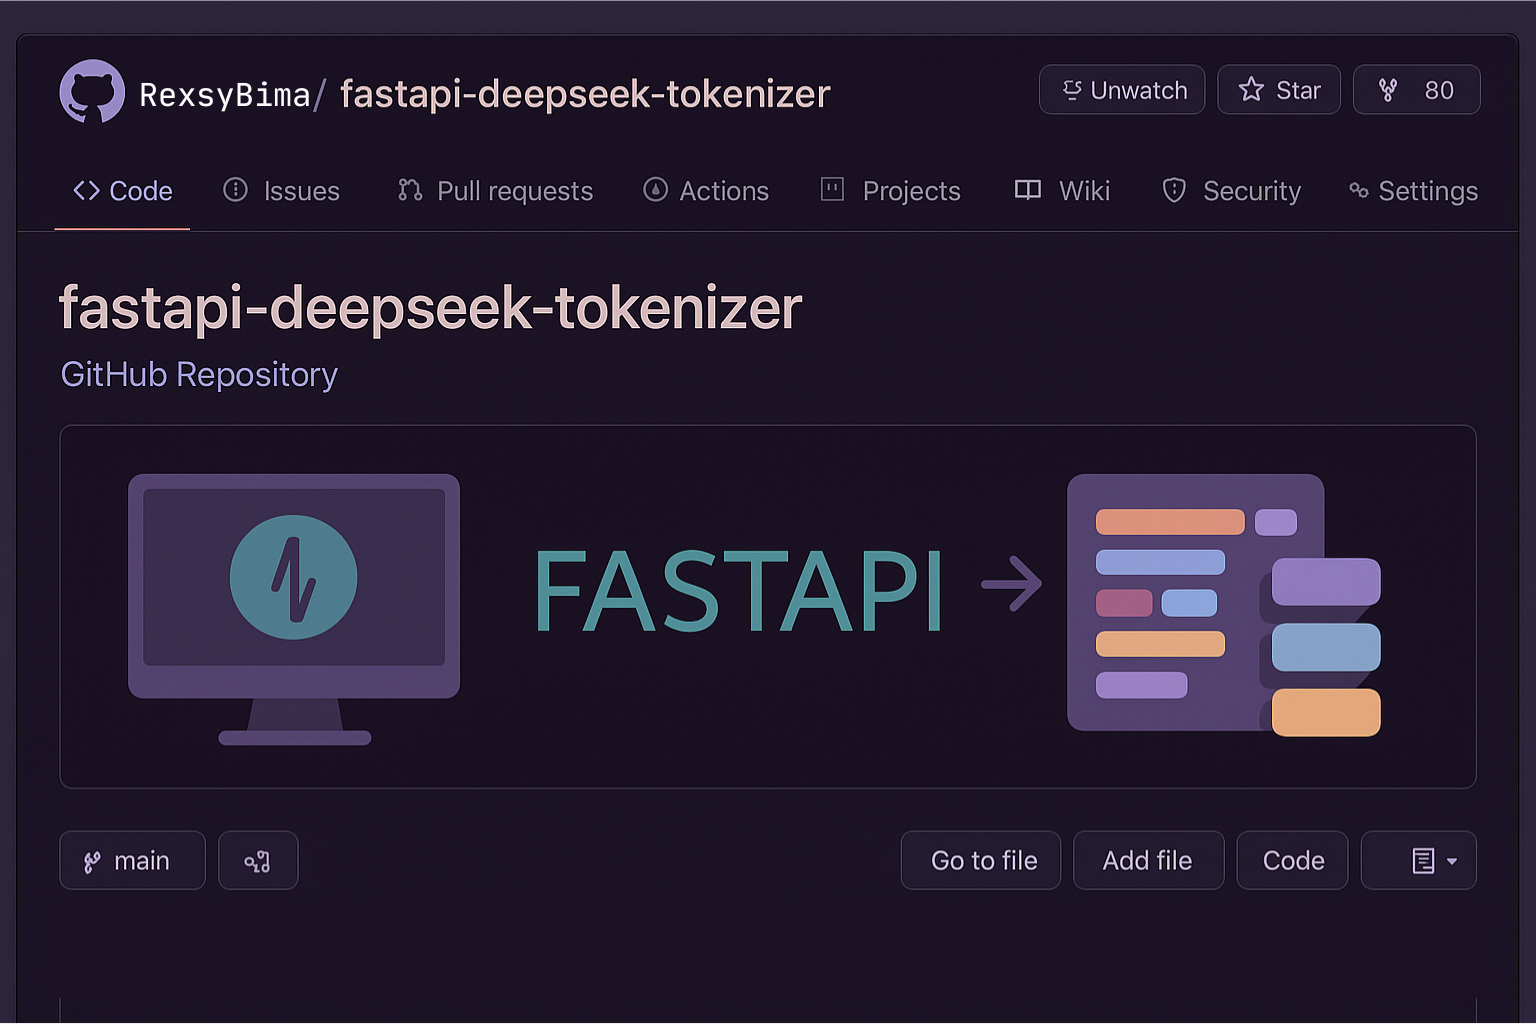 RexsyBima/ fastapi-deepseek-tokenizer
Unwatch
Star
80
Code
Issues
Pull requests
Actions
Projects
Wiki
Security
Settings
fastapi-deepseek-tokenizer
GitHub Repository
FASTAPI
main
Go to file
Add file
Code